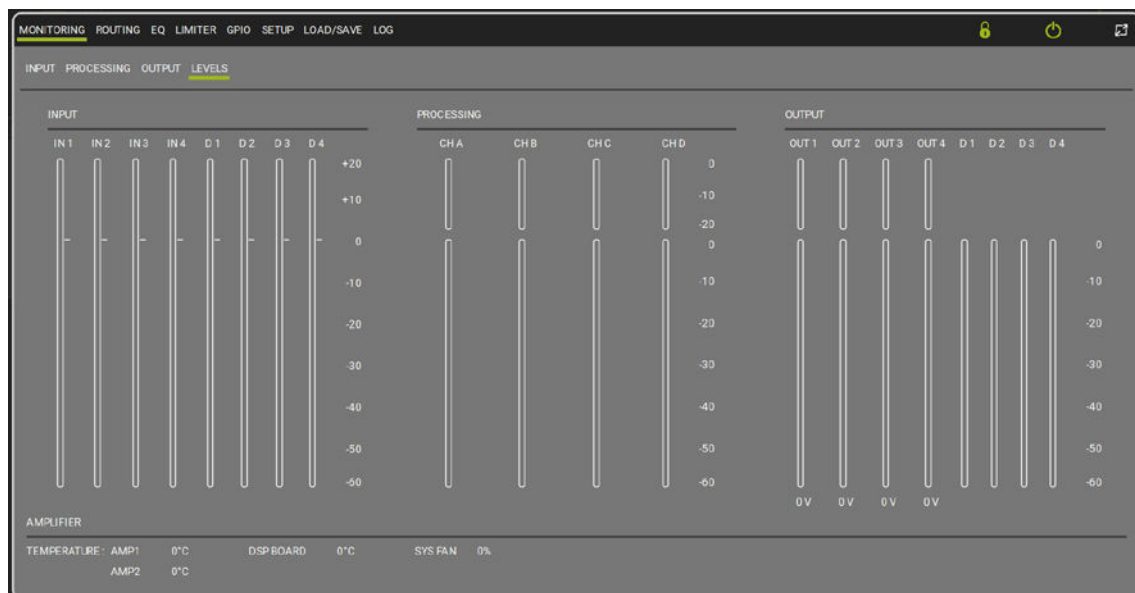 MONITORING ROUTING EQ LIMITER GPIO SETUP LOAD/SAVE LOG
INPUT PROCESSING OUTPUT LEVELS
INPUT
IN 1 IN 2 IN 3 IN 4 D 1 D 2 D 3 D 4
+20
+10
0
-10
-20
-30
-40
-50
-60
PROCESSING
CH A CH B CH C CH D
0
-10
-20
0
-10
-20
-30
-40
-50
-60
OUTPUT
OUT 1 OUT 2 OUT 3 OUT 4 D 1 D 2 D 3 D 4
0
-10
-20
-30
-40
-50
-60
0 V 0 V 0 V 0 V
AMPLIFIER
TEMPERATURE: AMP1 0°C DSP BOARD 0°C SYS FAN 0%
AMP2 0°C